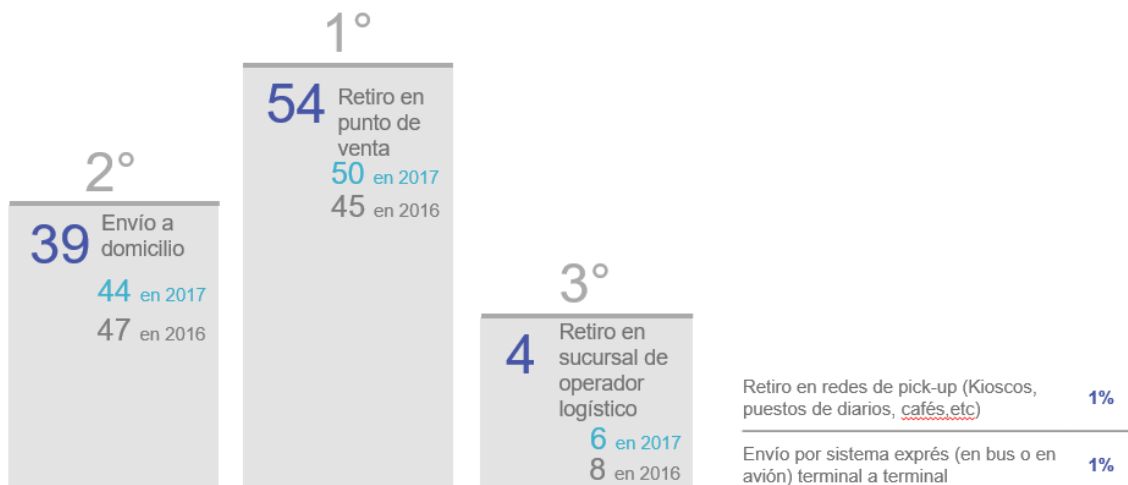 1°
54
Retiro en
punto de
venta
50 en 2017
45 en 2016
2°
39
Envío a
domicilio
44 en 2017
47 en 2016
3°
4
Retiro en
sucursal de
operador
logístico
6 en 2017
8 en 2016
Retiro en redes de pick-up (Kioscos,
puestos de diarios, cafés,etc)
1%
Envío por sistema exprés (en bus o en
avión) terminal a terminal
1%